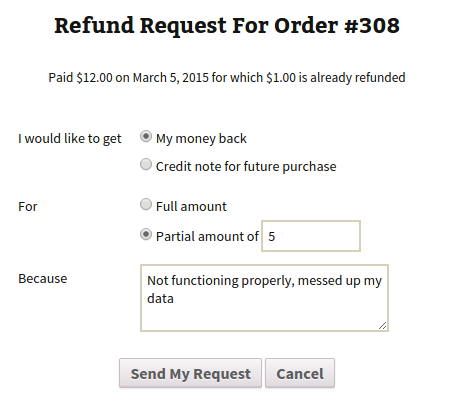 Refund Request For Order #308
Paid $12.00 on March 5, 2015 for which $1.00 is already refunded
I would like to get My money back
Credit note for future purchase
For Full amount
Partial amount of 5
Because Not functioning properly, messed up my
data
Send My Request Cancel